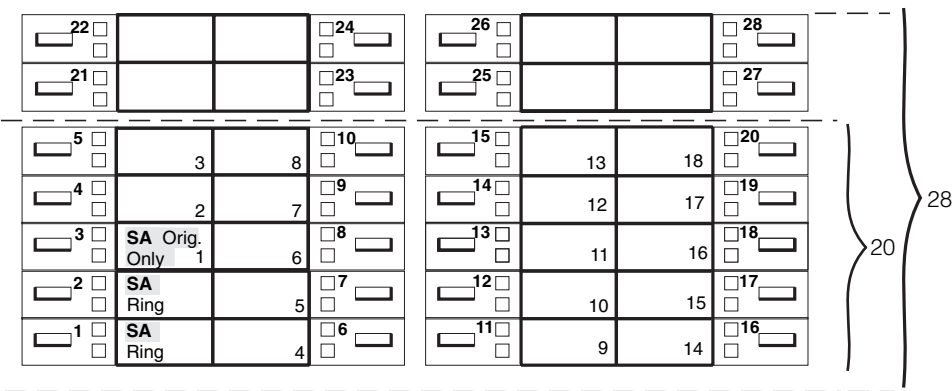 22 24 26 28
21 23 25 27
5 3 8 10 15 13 18 20
4 2 7 9 14 12 17 19
3 SA Orig. 8 13 18
Only 1 6 11 16
28
20
2 SA 7 12 17
Ring 5 10 15
1 SA 6 11 16
Ring 4 9 14